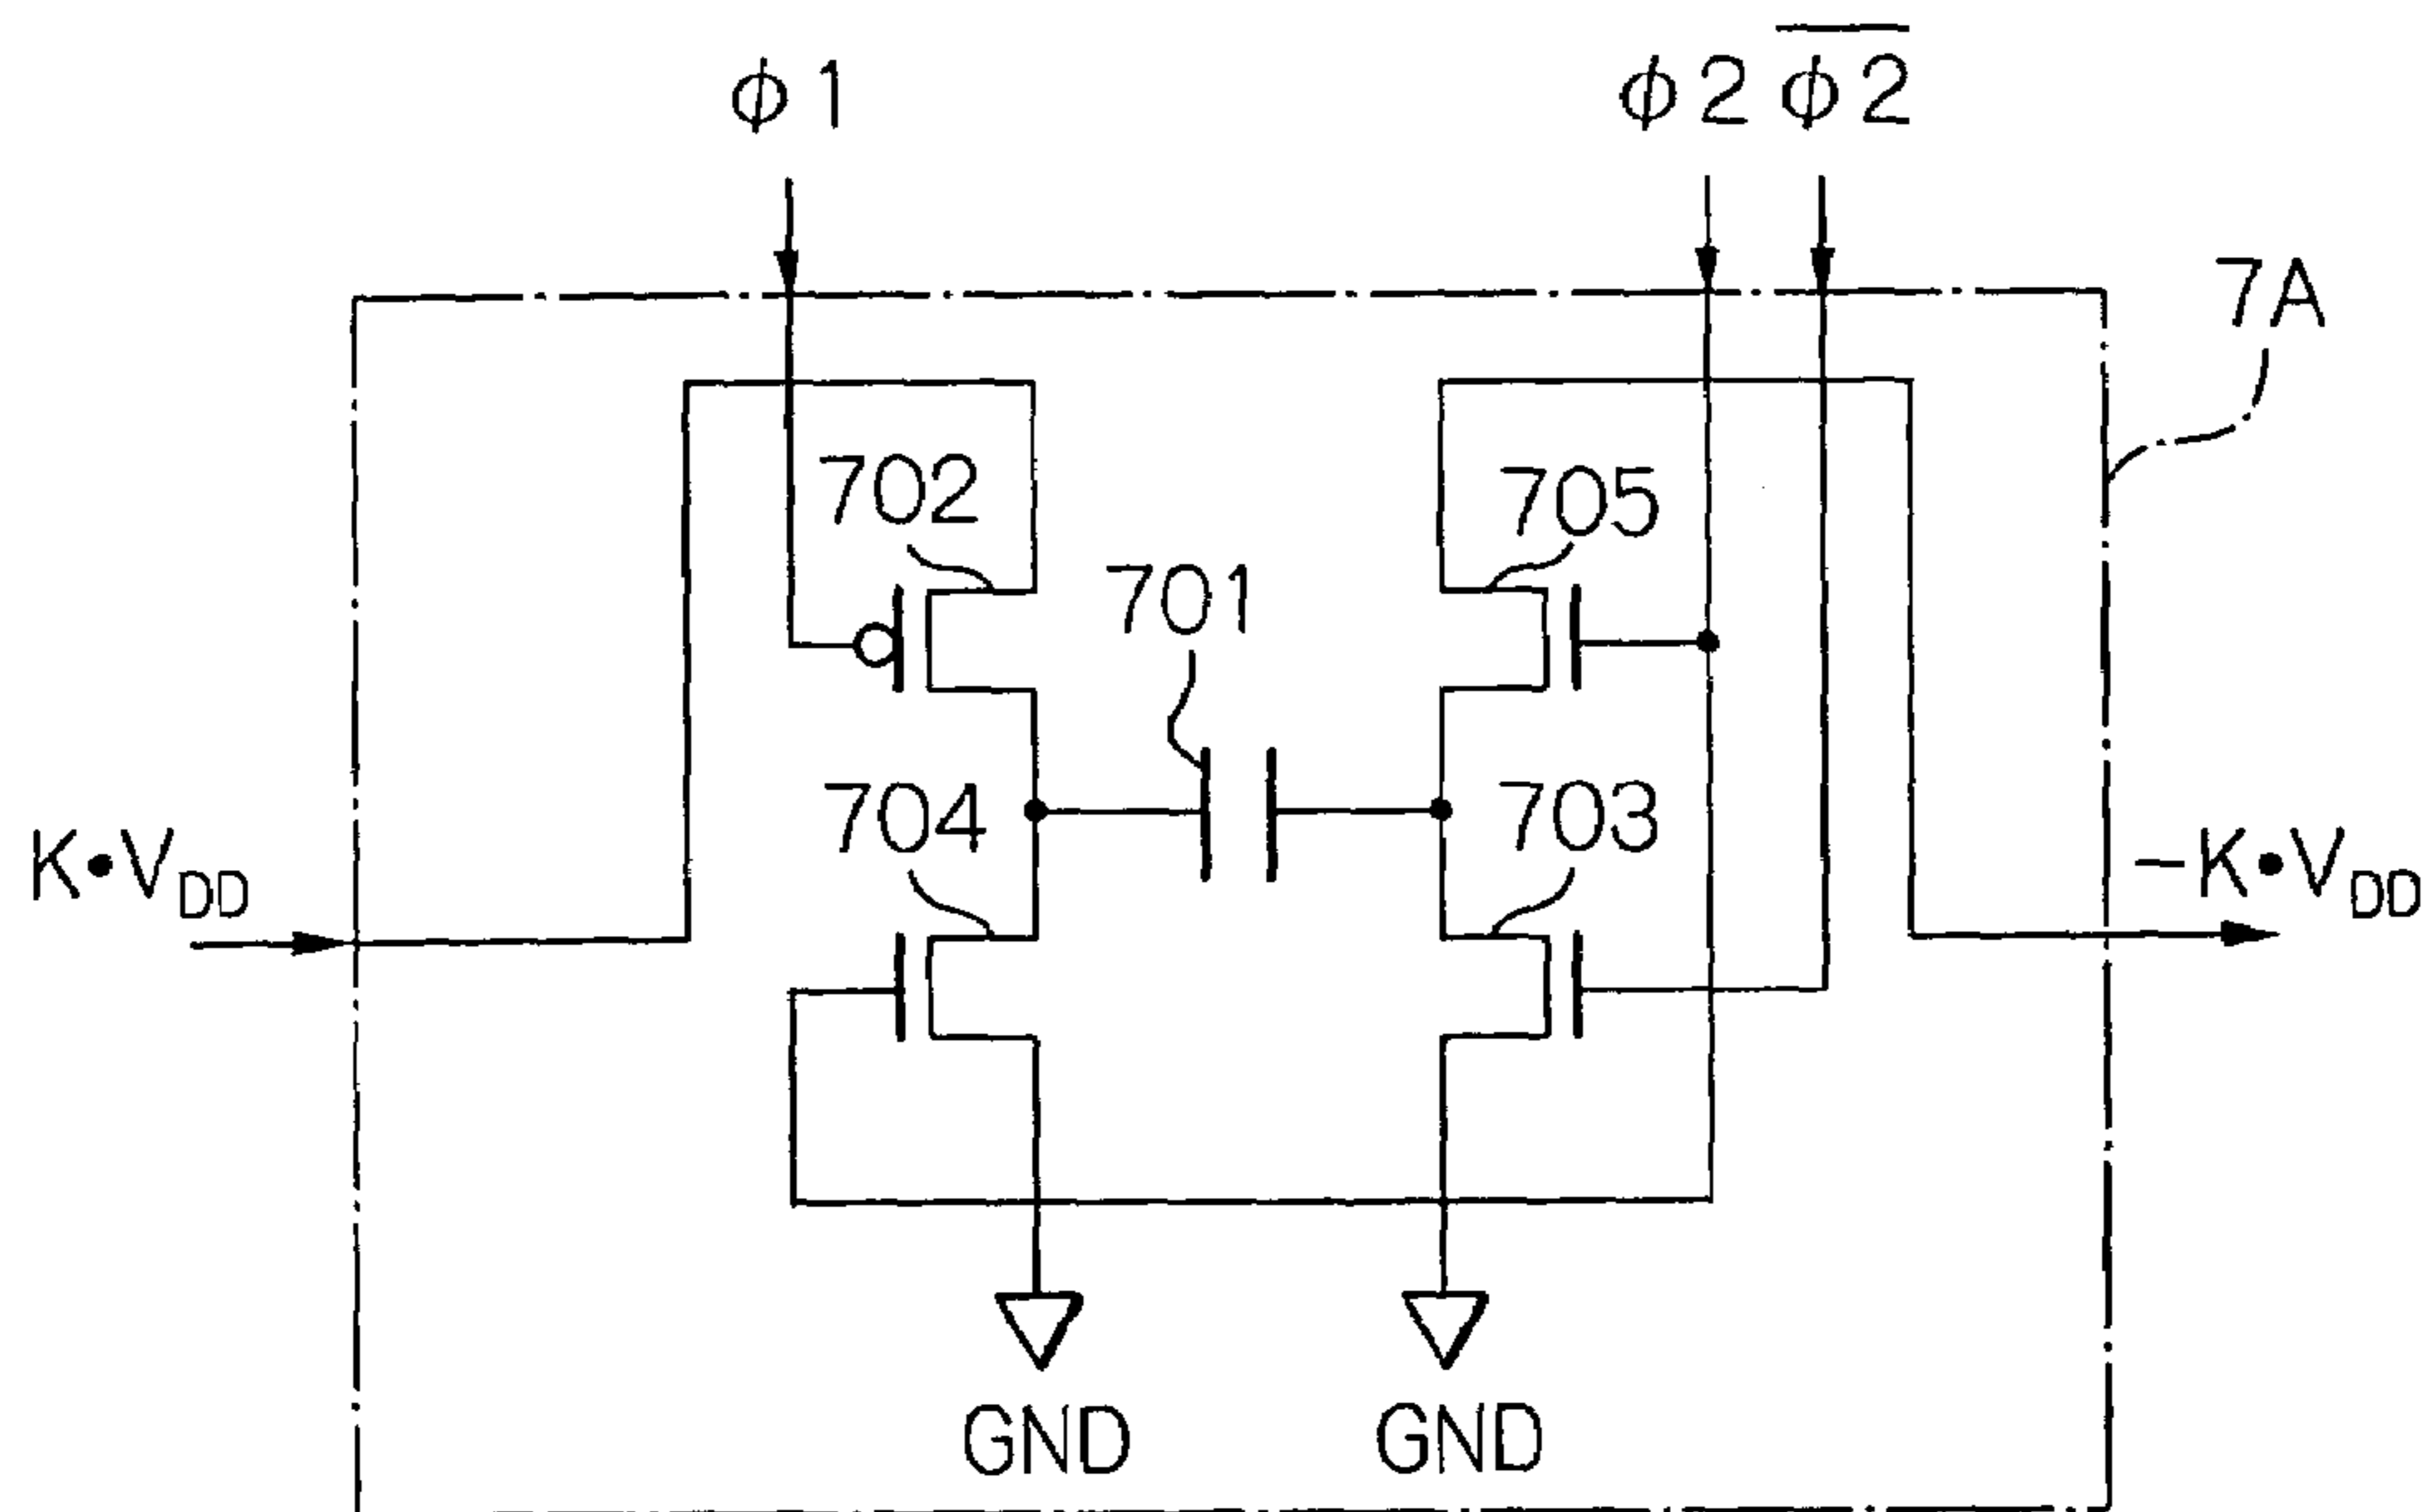 ϕ1
ϕ2 ϕ2̅
7A
702
705
701
704
703
K•VDD
−K•VDD
GND
GND